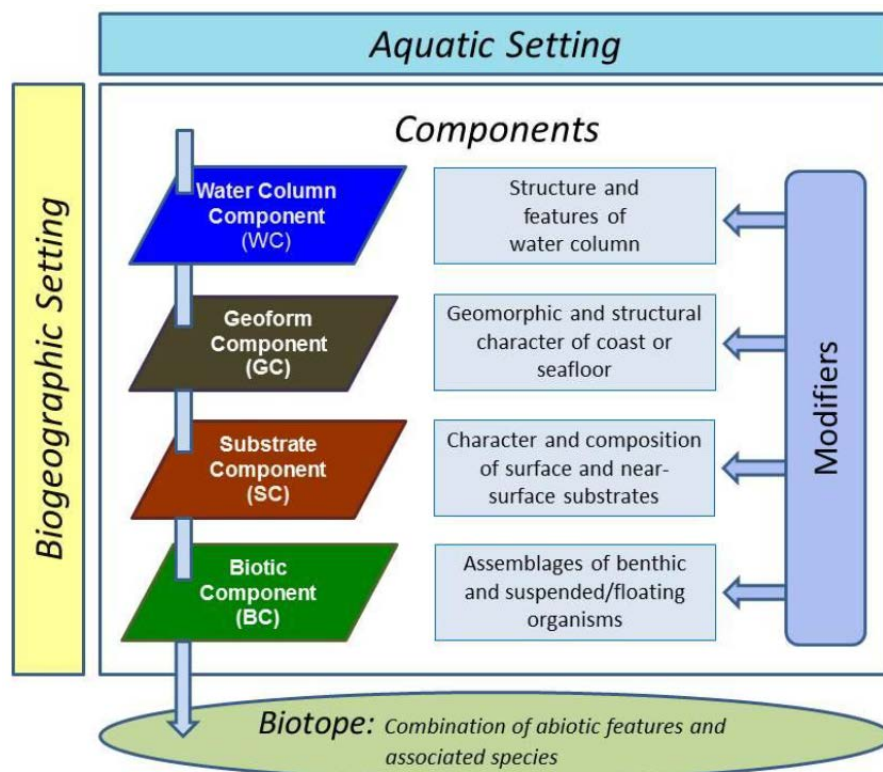 Aquatic Setting
Biogeographic Setting
Components
Water Column
Component
(WC)
Structure and
features of
water column
Geoform
Component
(GC)
Geomorphic and structural
character of coast or
seafloor
Substrate
Component
(SC)
Character and composition
of surface and near-
surface substrates
Biotic
Component
(BC)
Assemblages of benthic
and suspended/floating
organisms
Modifiers
Biotope: Combination of abiotic features and
associated species